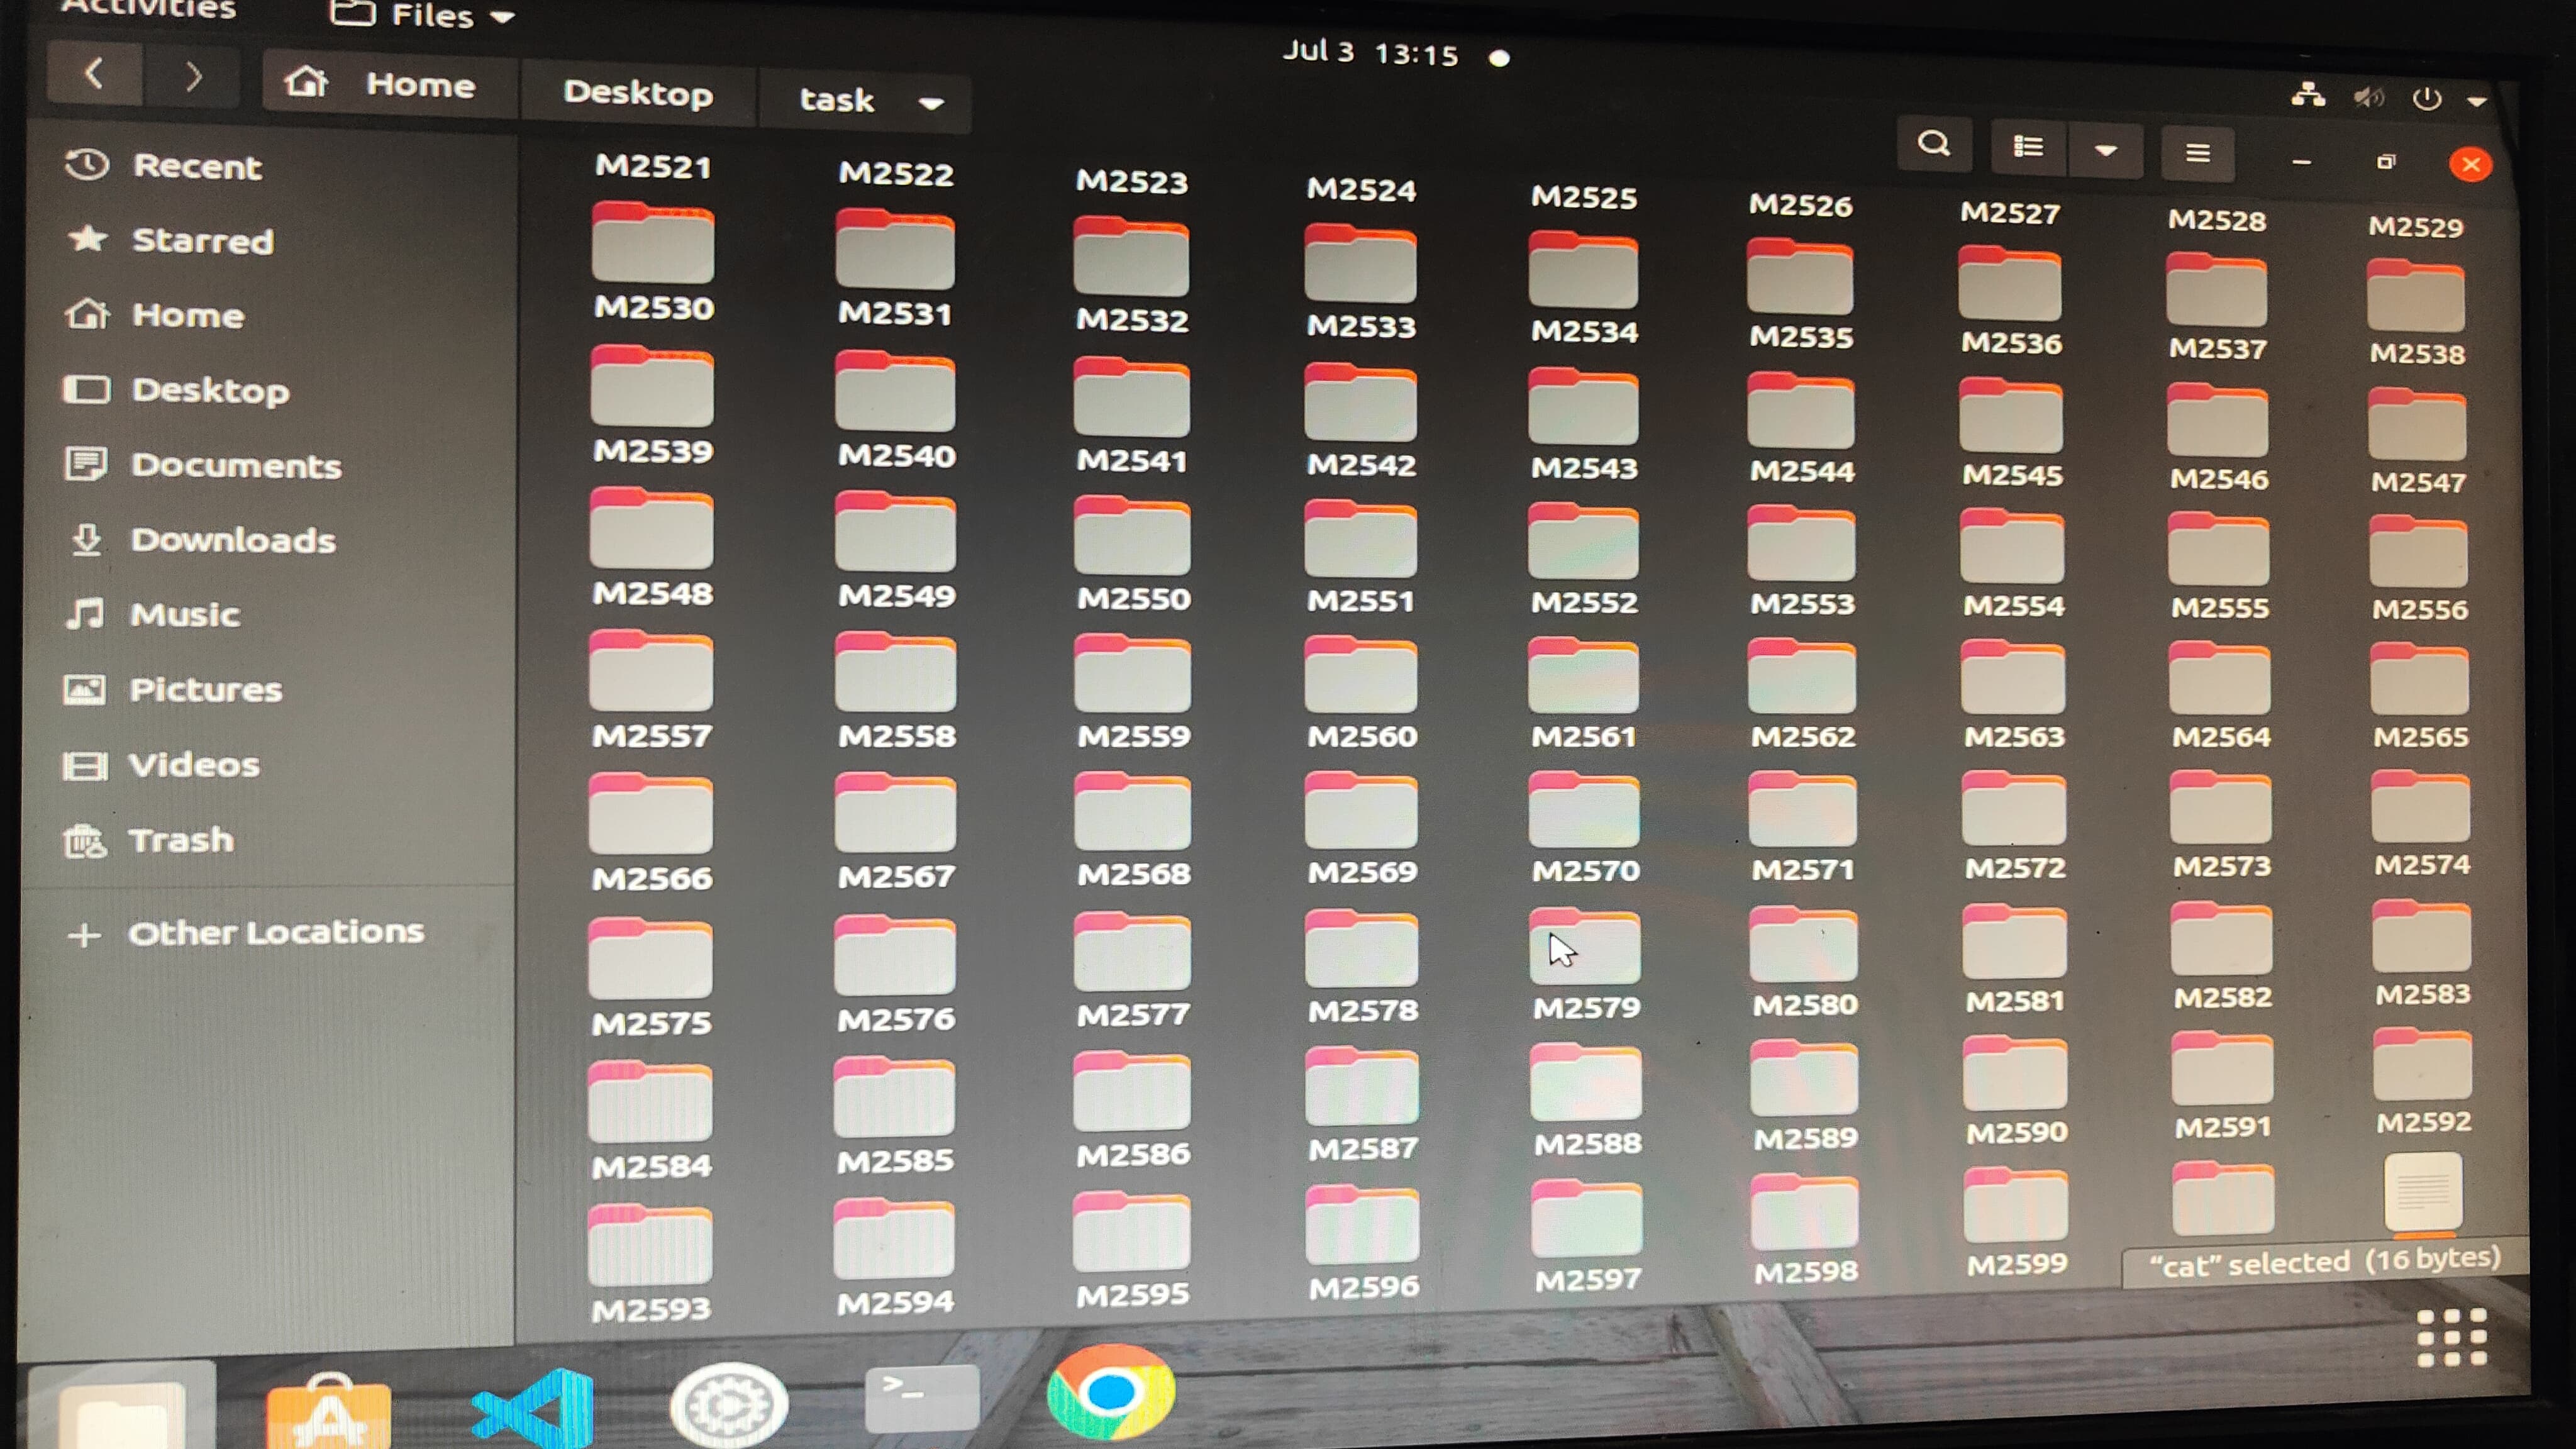 Activities Files
Jul 3 13:15
Home Desktop task
Recent
Starred
Home
Desktop
Documents
Downloads
Music
Pictures
Videos
Trash
Other Locations
M2521 M2522 M2523 M2524 M2525 M2526 M2527 M2528 M2529
M2530 M2531 M2532 M2533 M2534 M2535 M2536 M2537 M2538
M2539 M2540 M2541 M2542 M2543 M2544 M2545 M2546 M2547
M2548 M2549 M2550 M2551 M2552 M2553 M2554 M2555 M2556
M2557 M2558 M2559 M2560 M2561 M2562 M2563 M2564 M2565
M2566 M2567 M2568 M2569 M2570 M2571 M2572 M2573 M2574
M2575 M2576 M2577 M2578 M2579 M2580 M2581 M2582 M2583
M2584 M2585 M2586 M2587 M2588 M2589 M2590 M2591 M2592
M2593 M2594 M2595 M2596 M2597 M2598 M2599
“cat” selected (16 bytes)